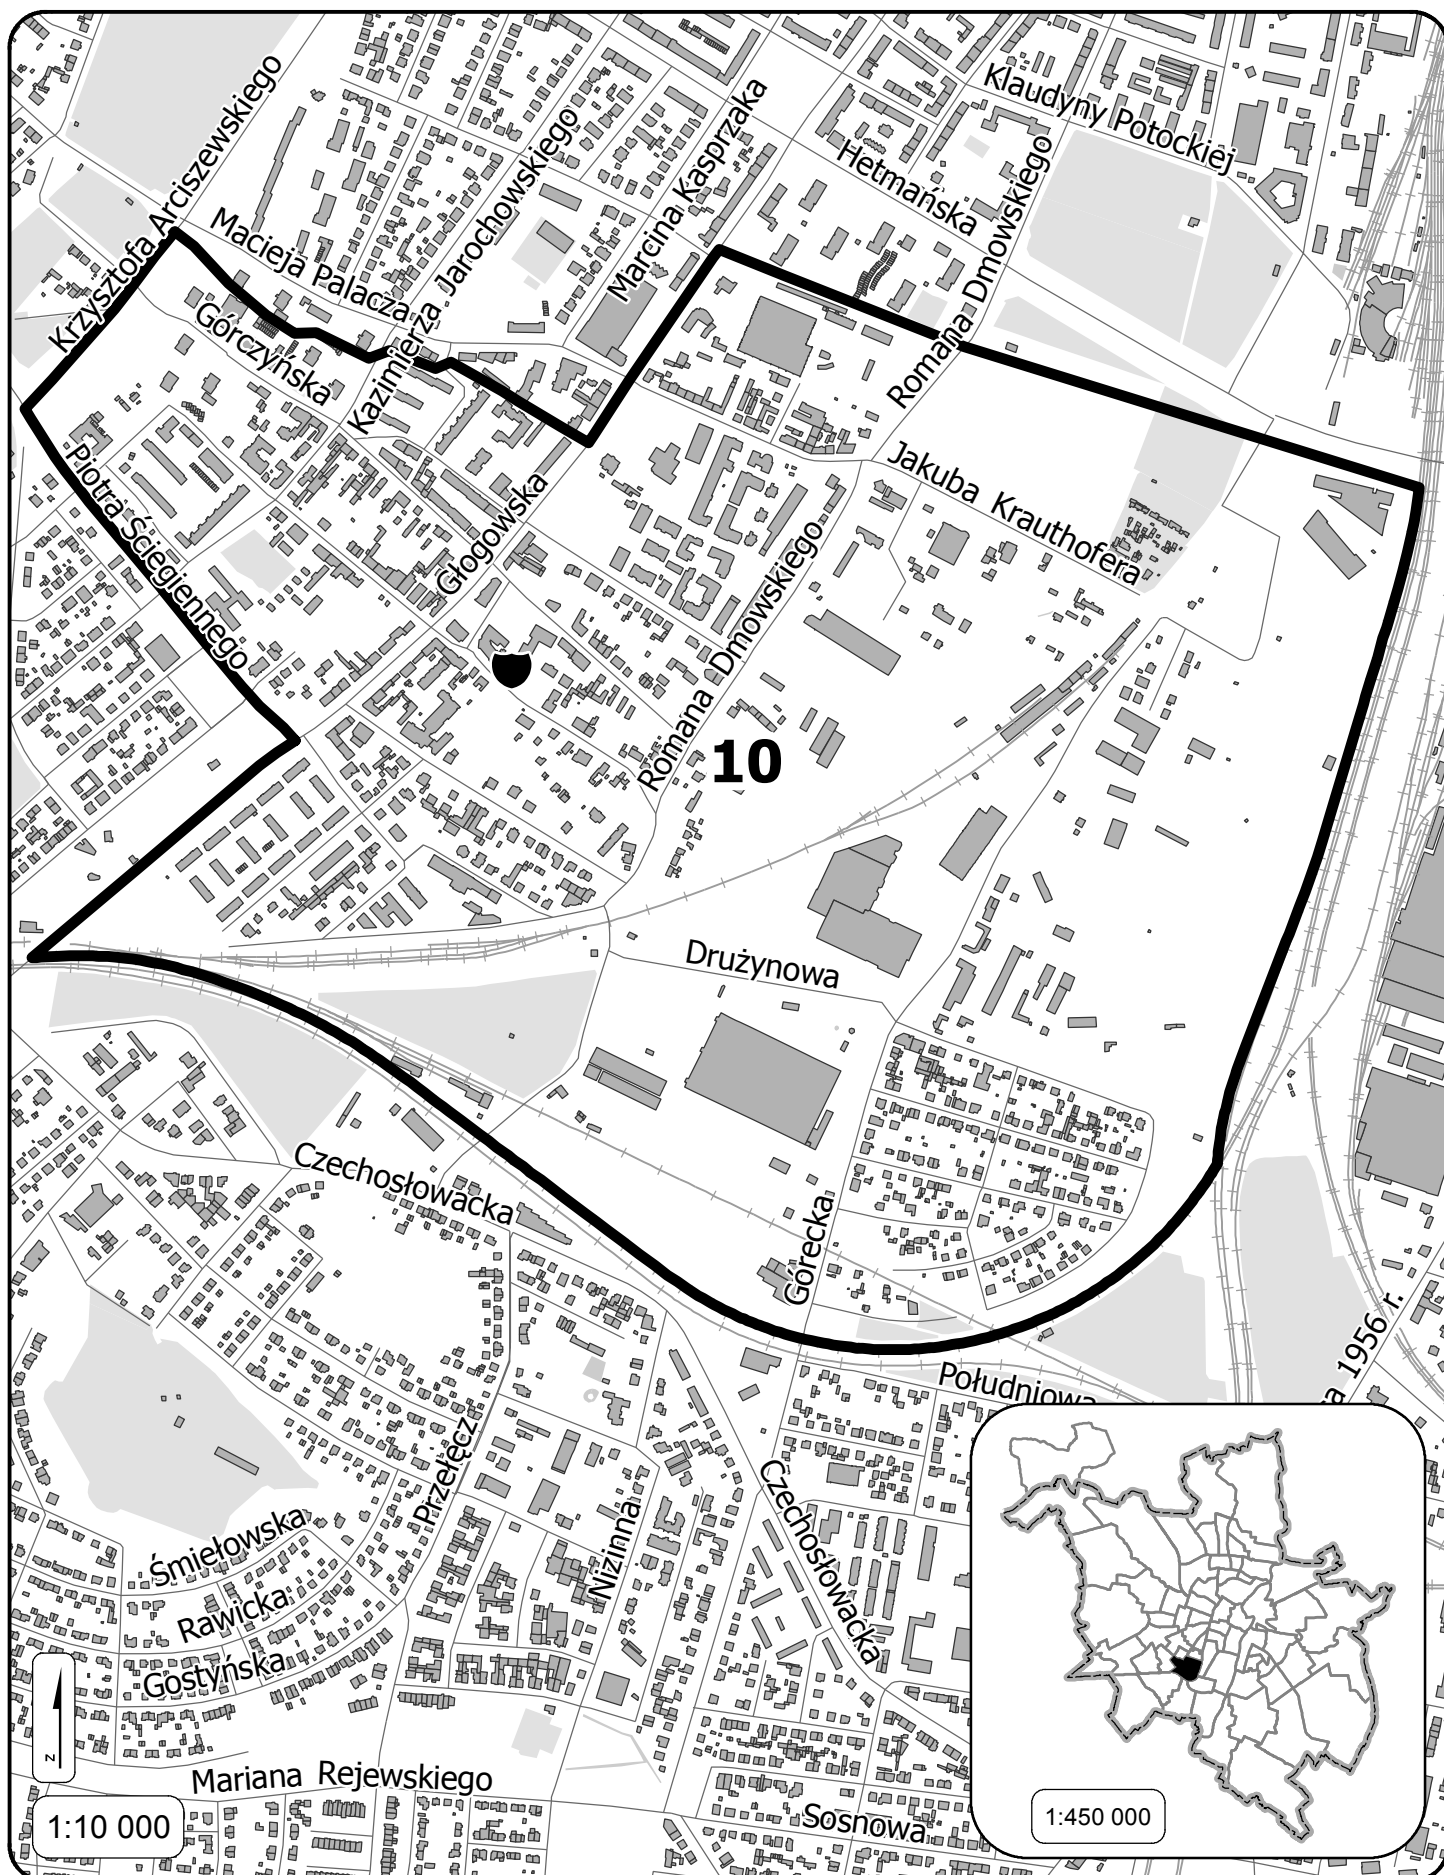 Klaudyny Potockiej
Krzysztofa Arciszewskiego
Kazimierza Jarochowskiego
Marcina Kasprzaka
Hetmańska
Macieja Palacza
Romana Dmowskiego
Górczyńska
Piotra Ściegiennego
Głogowska
Jakuba Krauthofera
Romana Dmowskiego
10
Drużynowa
Czechosłowacka
Górecka
1956 r.
Południowa
Przełęcz
Nizinna
Czechosłowacka
Śmiełowska
Rawicka
Gostyńska
z
Mariana Rejewskiego
Sosnowa
1:10 000
1:450 000